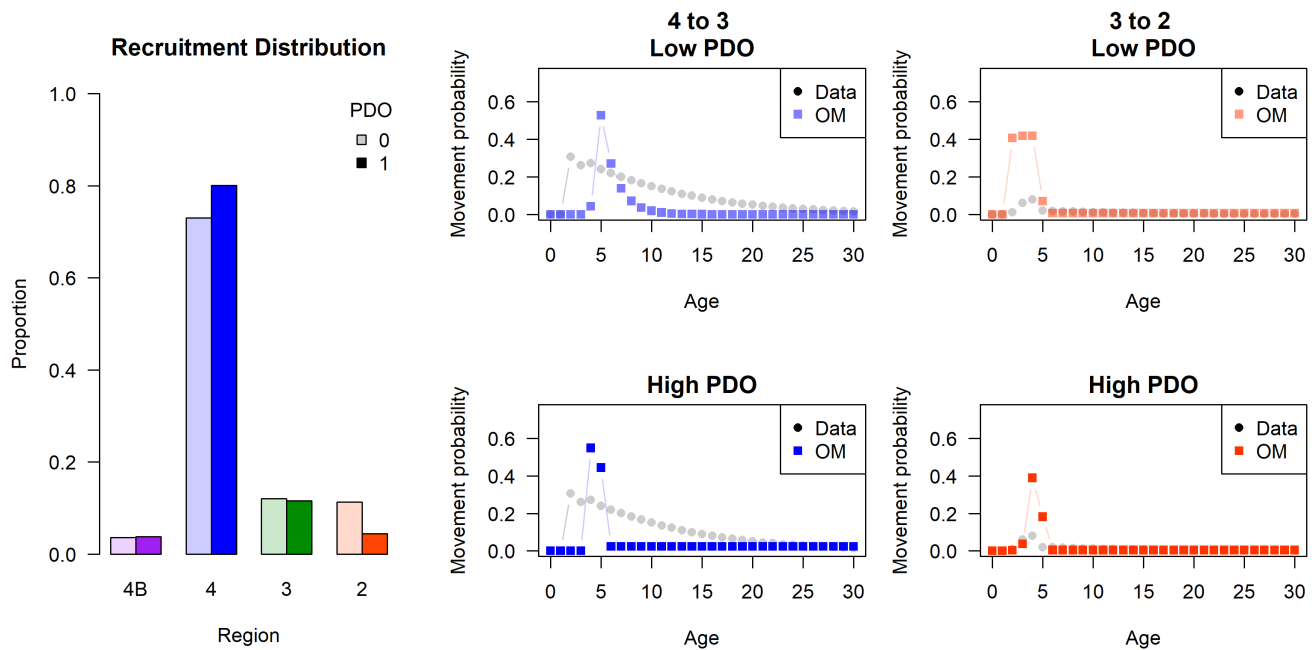 Recruitment Distribution
Proportion
1.0
0.8
0.6
0.4
0.2
0.0
PDO
0
1
4B 4 3 2
Region
4 to 3
Low PDO
Movement probability
0.6
0.4
0.2
0.0
Data
OM
0 5 10 15 20 25 30
Age
3 to 2
Low PDO
Movement probability
0.6
0.4
0.2
0.0
Data
OM
0 5 10 15 20 25 30
Age
High PDO
Movement probability
0.6
0.4
0.2
0.0
Data
OM
0 5 10 15 20 25 30
Age
High PDO
Movement probability
0.6
0.4
0.2
0.0
Data
OM
0 5 10 15 20 25 30
Age